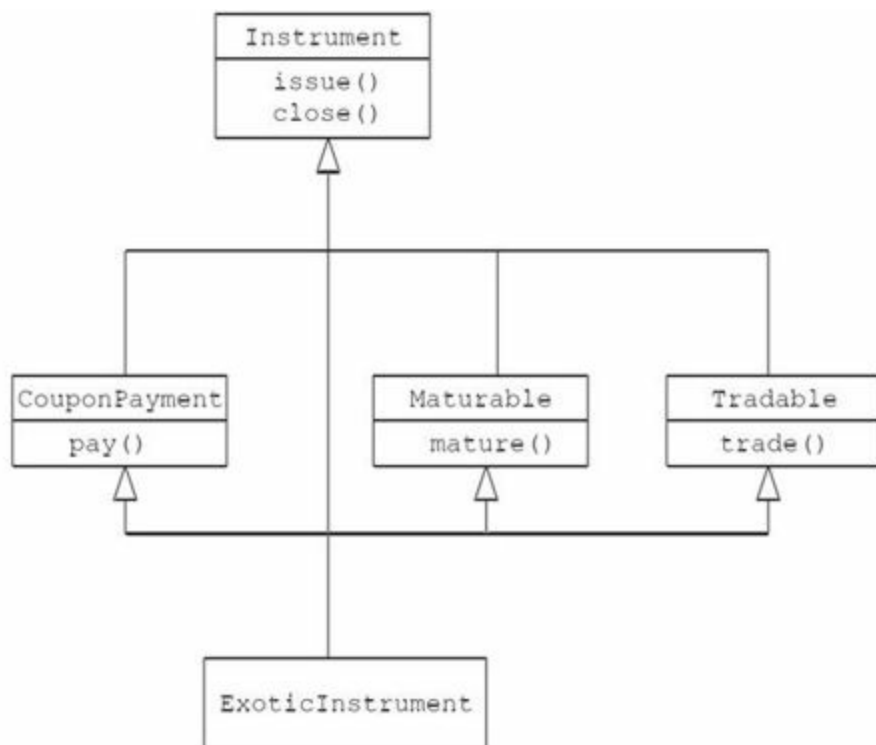 Instrument
issue()
close()
CouponPayment
pay()
Maturable
mature()
Tradable
trade()
ExoticInstrument